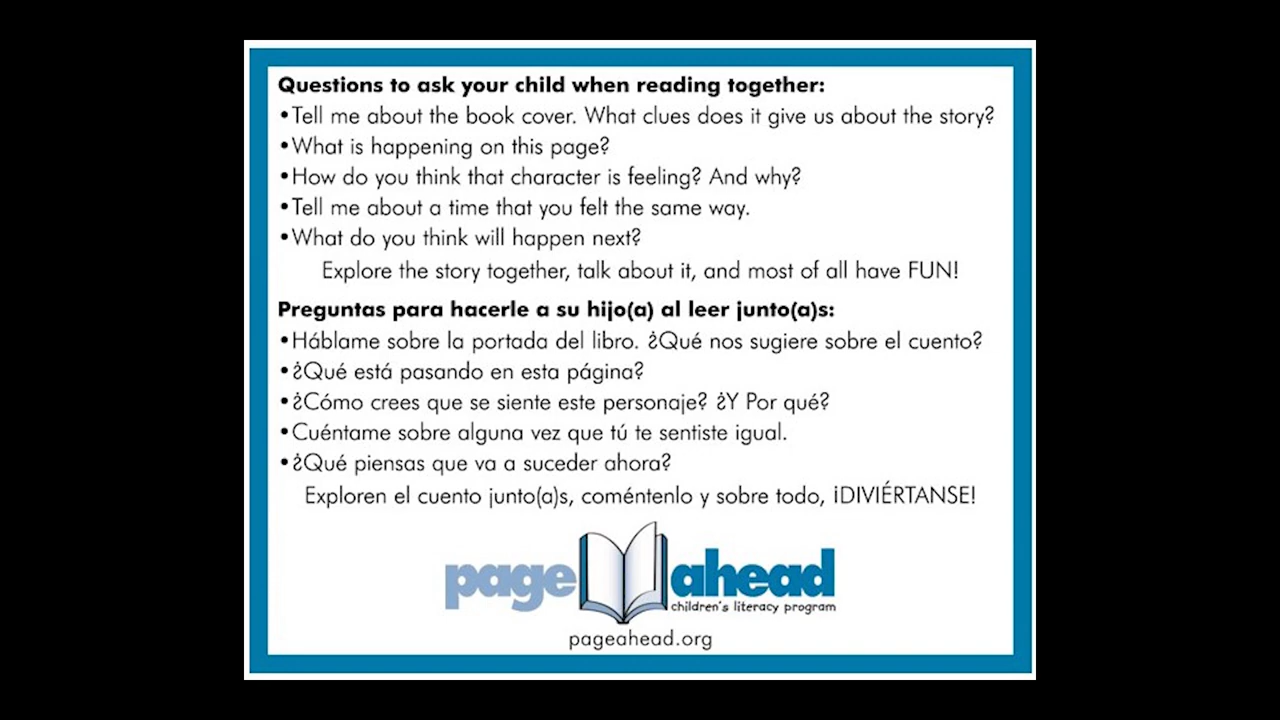 Questions to ask your child when reading together:
•Tell me about the book cover. What clues does it give us about the story?
•What is happening on this page?
•How do you think that character is feeling? And why?
•Tell me about a time that you felt the same way.
•What do you think will happen next?
Explore the story together, talk about it, and most of all have FUN!
Preguntas para hacerle a su hijo(a) al leer junto(a)s:
•Háblame sobre la portada del libro. ¿Qué nos sugiere sobre el cuento?
•¿Qué está pasando en esta página?
•¿Cómo crees que se siente este personaje? ¿Y Por qué?
•Cuéntame sobre alguna vez que tú te sentiste igual.
•¿Qué piensas que va a suceder ahora?
Exploren el cuento junto(a)s, coméntenlo y sobre todo, ¡DIVIÉRTANSE!
page ahead
children's literacy program
pageahead.org